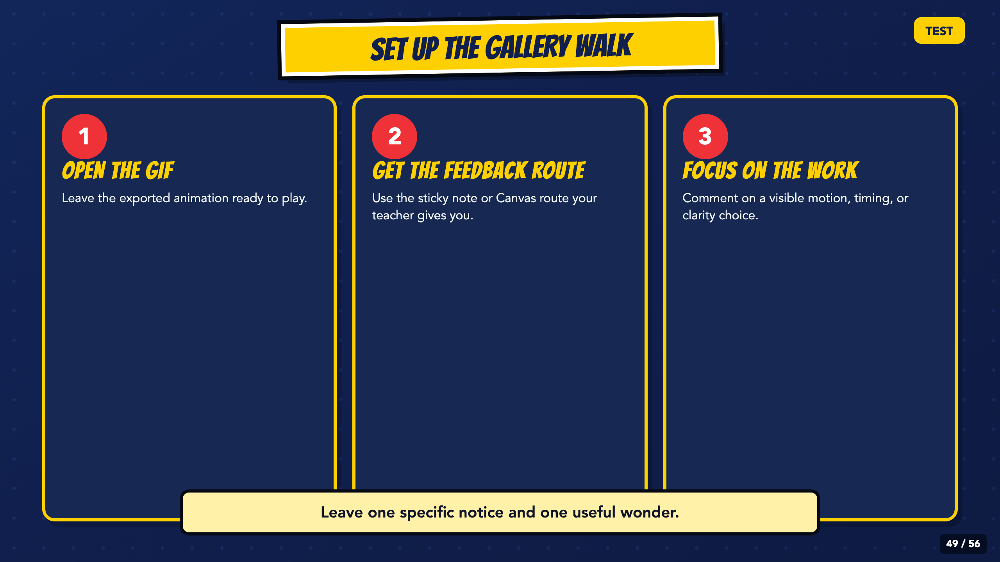 SET UP THE GALLERY WALK
TEST
1
OPEN THE GIF
Leave the exported animation ready to play.
2
GET THE FEEDBACK ROUTE
Use the sticky note or Canvas route your
teacher gives you.
3
FOCUS ON THE WORK
Comment on a visible motion, timing, or
clarity choice.
Leave one specific notice and one useful wonder.
49 / 56